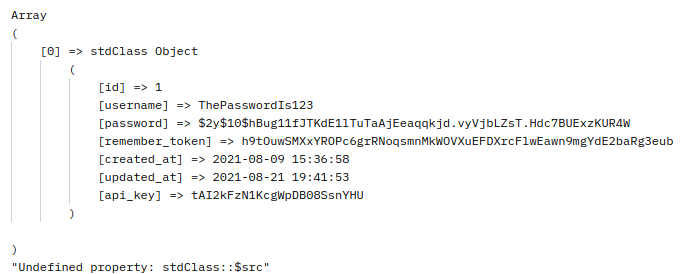 Array
(
[0] => stdClass Object
(
[id] => 1
[username] => ThePasswordIs123
[password] => $2y$10$hBug11fJTKdE1lTuTaAjEeaqqkjd.vyVjbLZsT.Hdc7BUExzKUR4W
[remember_token] => h9tOuwSMXxYROPc6grRNoqsmnMkWOVXuEFDXrcFlwEawn9mgYdE2baRg3eub
[created_at] => 2021-08-09 15:36:58
[updated_at] => 2021-08-21 19:41:53
[api_key] => tAI2kFzN1KcgWpDB08SsnYHU
)
)
"Undefined property: stdClass::$src"